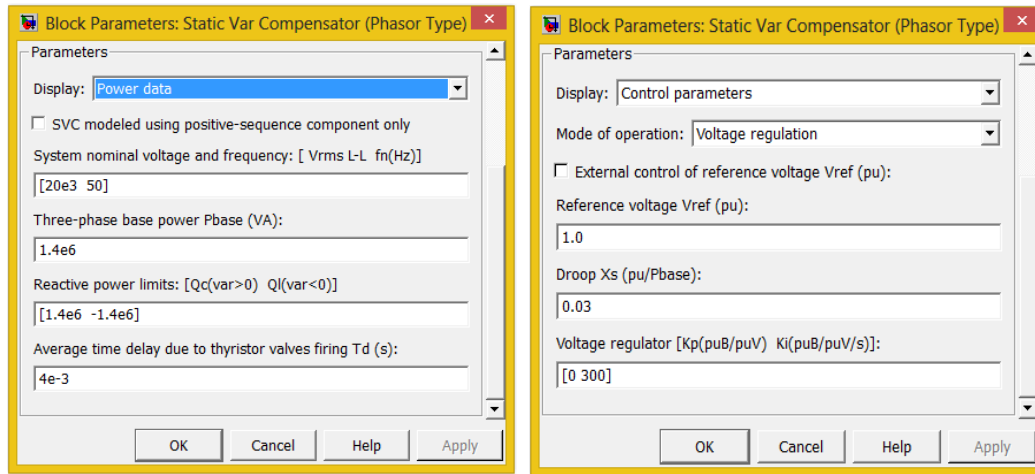 Block Parameters: Static Var Compensator (Phasor Type)
Parameters
Display: Power data
SVC modeled using positive-sequence component only
System nominal voltage and frequency: [ Vrms L-L fn(Hz)]
[20e3 50]
Three-phase base power Pbase (VA):
1.4e6
Reactive power limits: [Qc(var>0) Ql(var<0)]
[1.4e6 -1.4e6]
Average time delay due to thyristor valves firing Td (s):
4e-3
OK Cancel Help Apply
Block Parameters: Static Var Compensator (Phasor Type)
Parameters
Display: Control parameters
Mode of operation: Voltage regulation
External control of reference voltage Vref (pu):
Reference voltage Vref (pu):
1.0
Droop Xs (pu/Pbase):
0.03
Voltage regulator [Kp(puB/puV) Ki(puB/puV/s)]:
[0 300]
OK Cancel Help Apply